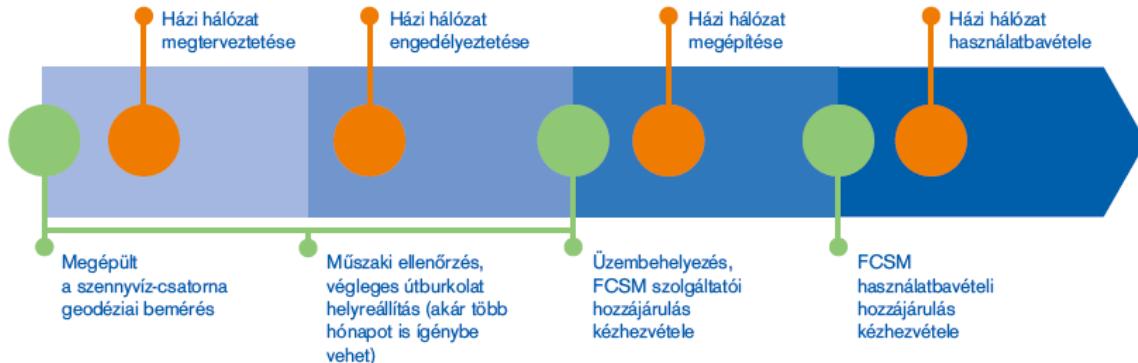 Házi hálózat
megterveztetése
Házi hálózat
engedélyeztetése
Házi hálózat
megépítése
Házi hálózat
használatbavétele
Megépült
a szennyvíz-csatorna
geodéziai bemérés
Műszaki ellenőrzés,
végleges útburkolat
helyreállítás (akár több
hónapot is ígénybe
vehet)
Üzembehelyezés,
FCSM szolgáltatói
hozzájárulás
kézhezvétele
FCSM
használatbavételi
hozzájárulás
kézhezvétele